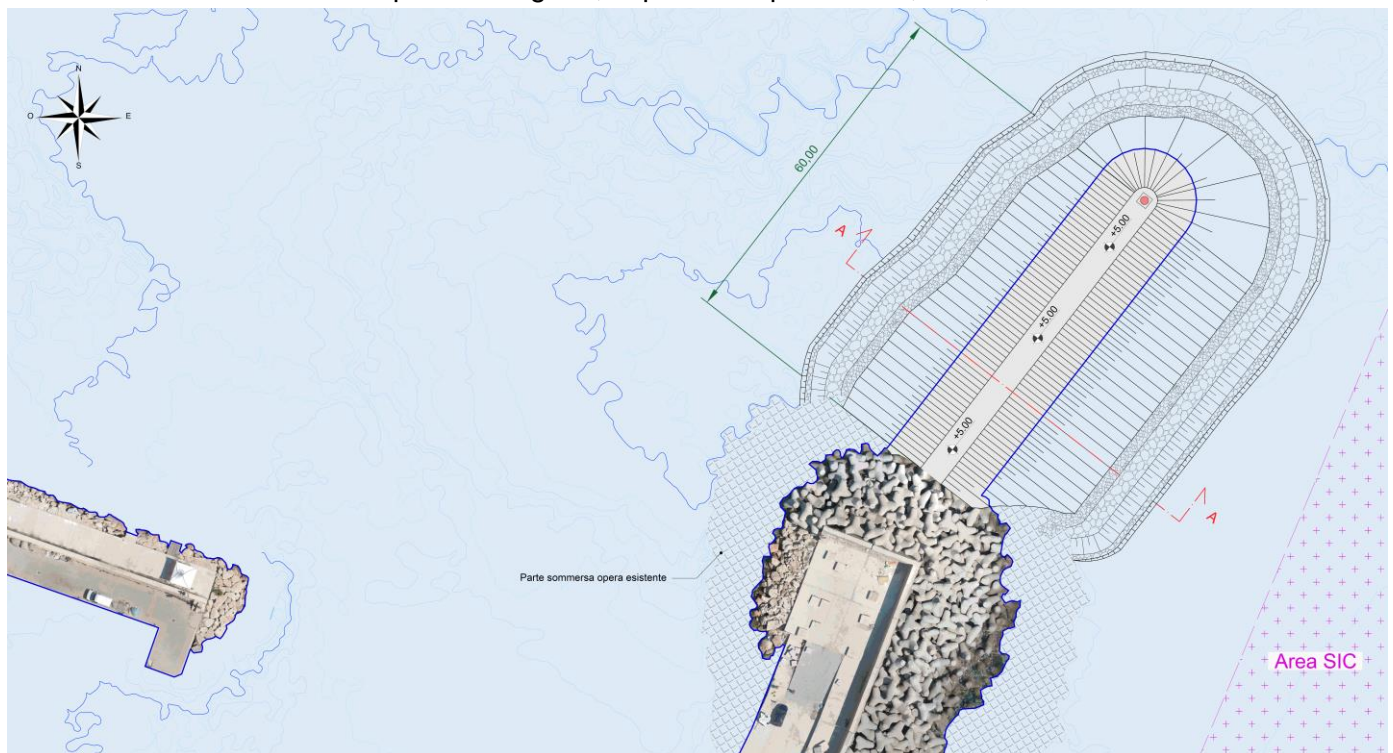 N
O
E
S
60,00
A
+5.00
+5.00
+5.00
A
Parte sommersa opera esistente
Area SIC